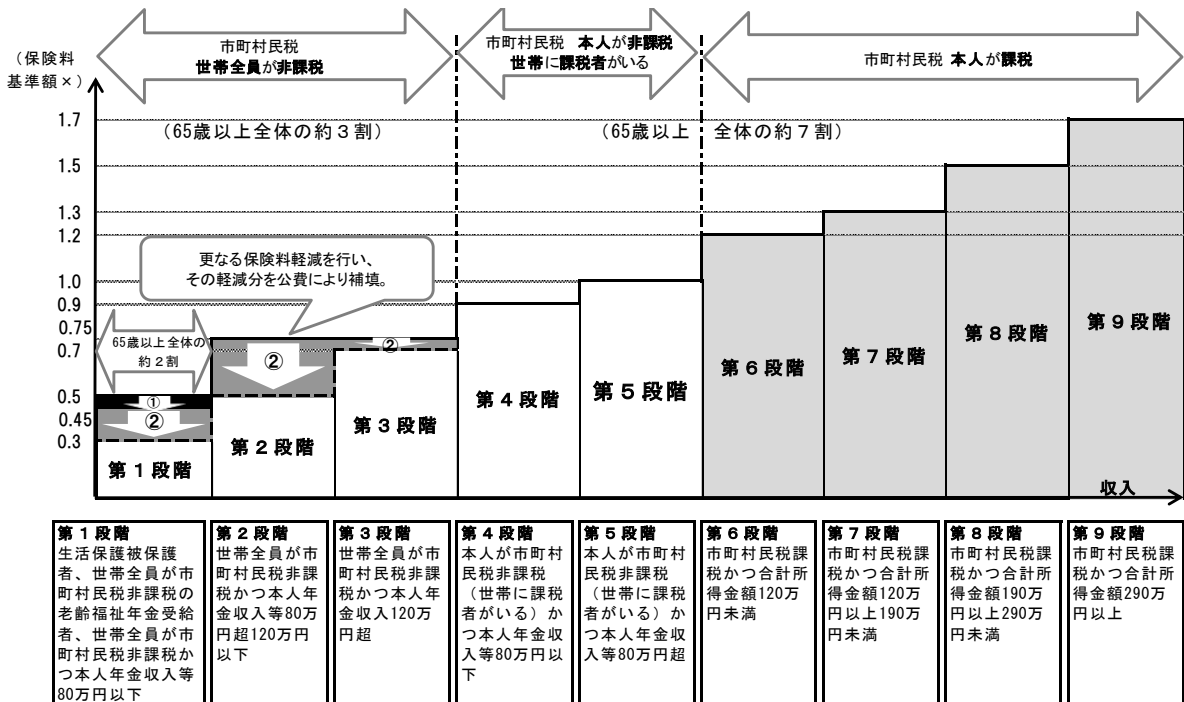 市町村民税
世帯全員が非課税
市町村民税 本人が非課税
世帯に課税者がいる
市町村民税 本人が課税
（保険料
基準額×）
（65歳以上全体の約３割）
（65歳以上 全体の約７割）
1.7
1.5
1.3
1.2
1.0
0.9
0.75
0.7
0.5
0.45
0.3
更なる保険料軽減を行い、
その軽減分を公費により補填。
65歳以上全体の
約２割
①
②
②
②
第１段階
第２段階
第３段階
第４段階
第５段階
第６段階
第７段階
第８段階
第９段階
収入
第１段階
生活保護被保護
者、世帯全員が市
町村民税非課税の
老齢福祉年金受給
者、世帯全員が市
町村民税非課税か
つ本人年金収入等
80万円以下
第２段階
世帯全員が市
町村民税非課
税かつ本人年
金収入等80万
円超120万円
以下
第３段階
世帯全員が市
町村民税非課
税かつ本人年
金収入120万
円超
第４段階
本人が市町村
民税非課税
（世帯に課税
者がいる）か
つ本人年金収
入等80万円以
下
第５段階
本人が市町村
民税非課税
（世帯に課税
者がいる）か
つ本人年金収
入等80万円超
第６段階
市町村民税課
税かつ合計所
得金額120万円
未満
第７段階
市町村民税課
税かつ合計所
得金額120万
円以上190万
円未満
第８段階
市町村民税課
税かつ合計所
得金額190万
円以上290万
円未満
第９段階
市町村民税課
税かつ合計所
得金額290万
円以上